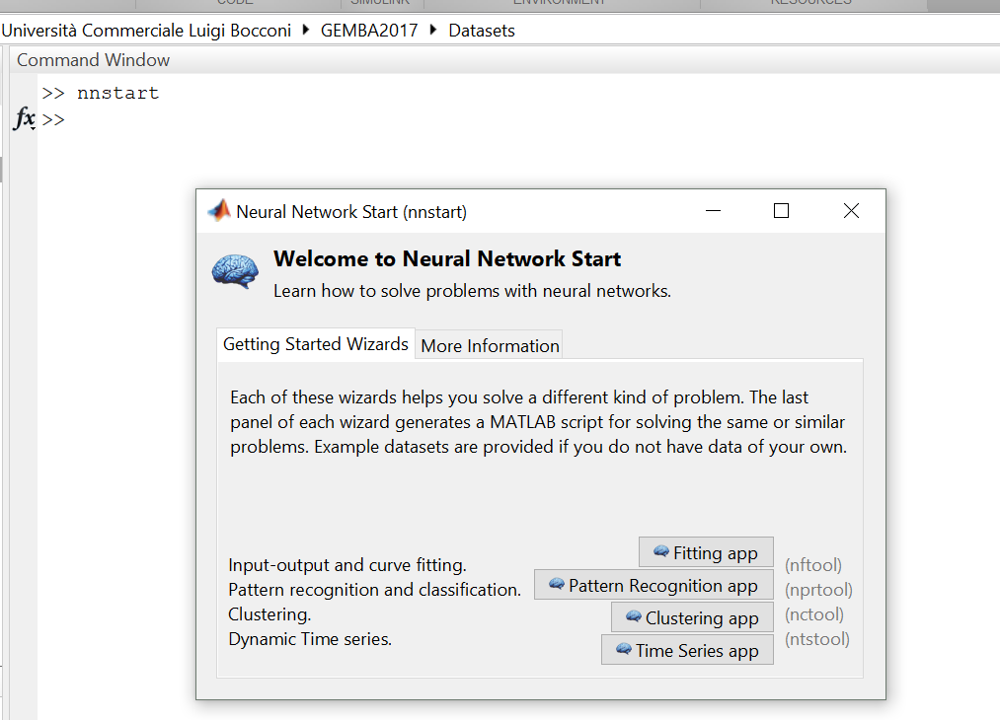 CODE SIMULINK ENVIRONMENT RESOURCES
Università Commerciale Luigi Bocconi GEMBA2017 Datasets
Command Window
>> nnstart
fx >>
Neural Network Start (nnstart)
Welcome to Neural Network Start
Learn how to solve problems with neural networks.
Getting Started Wizards More Information
Each of these wizards helps you solve a different kind of problem. The last
panel of each wizard generates a MATLAB script for solving the same or similar
problems. Example datasets are provided if you do not have data of your own.
Input-output and curve fitting. Fitting app (nftool)
Pattern recognition and classification. Pattern Recognition app (nprtool)
Clustering. Clustering app (nctool)
Dynamic Time series. Time Series app (ntstool)